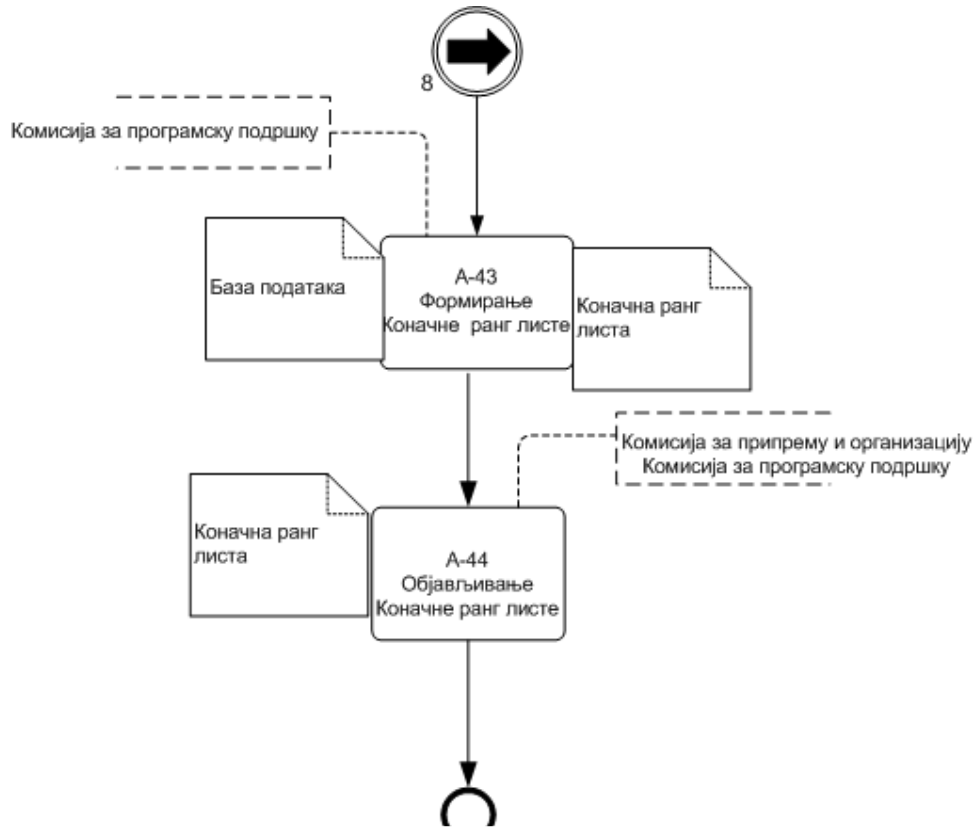 8
Комисија за програмску подршку
База података
А-43
Формирање
Коначне ранг листе
Коначна ранг
листа
Комисија за припрему и организацију
Комисија за програмску подршку
Коначна ранг
листа
А-44
Објављивање
Коначне ранг листе